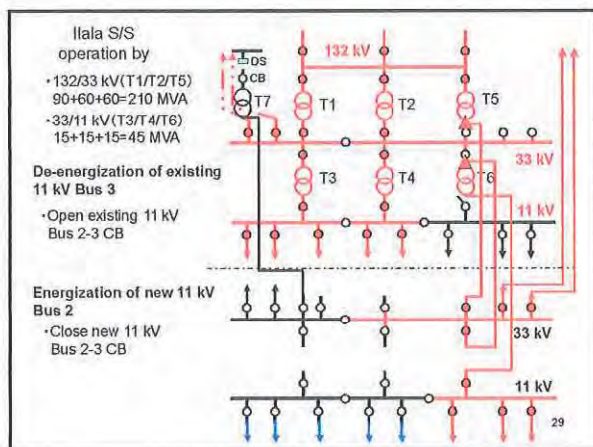 Ilala S/S
operation by
・132/33 kV(T1/T2/T5)
90+60+60=210 MVA
・33/11 kV(T3/T4/T6)
15+15+15=45 MVA
De-energization of existing
11 kV Bus 3
・Open existing 11 kV
Bus 2-3 CB
Energization of new 11 kV
Bus 2
・Close new 11 kV
Bus 2-3 CB
132 kV
DS
CB
T7
T1
T2
T5
33 kV
T3
T4
T6
11 kV
33 kV
11 kV
29